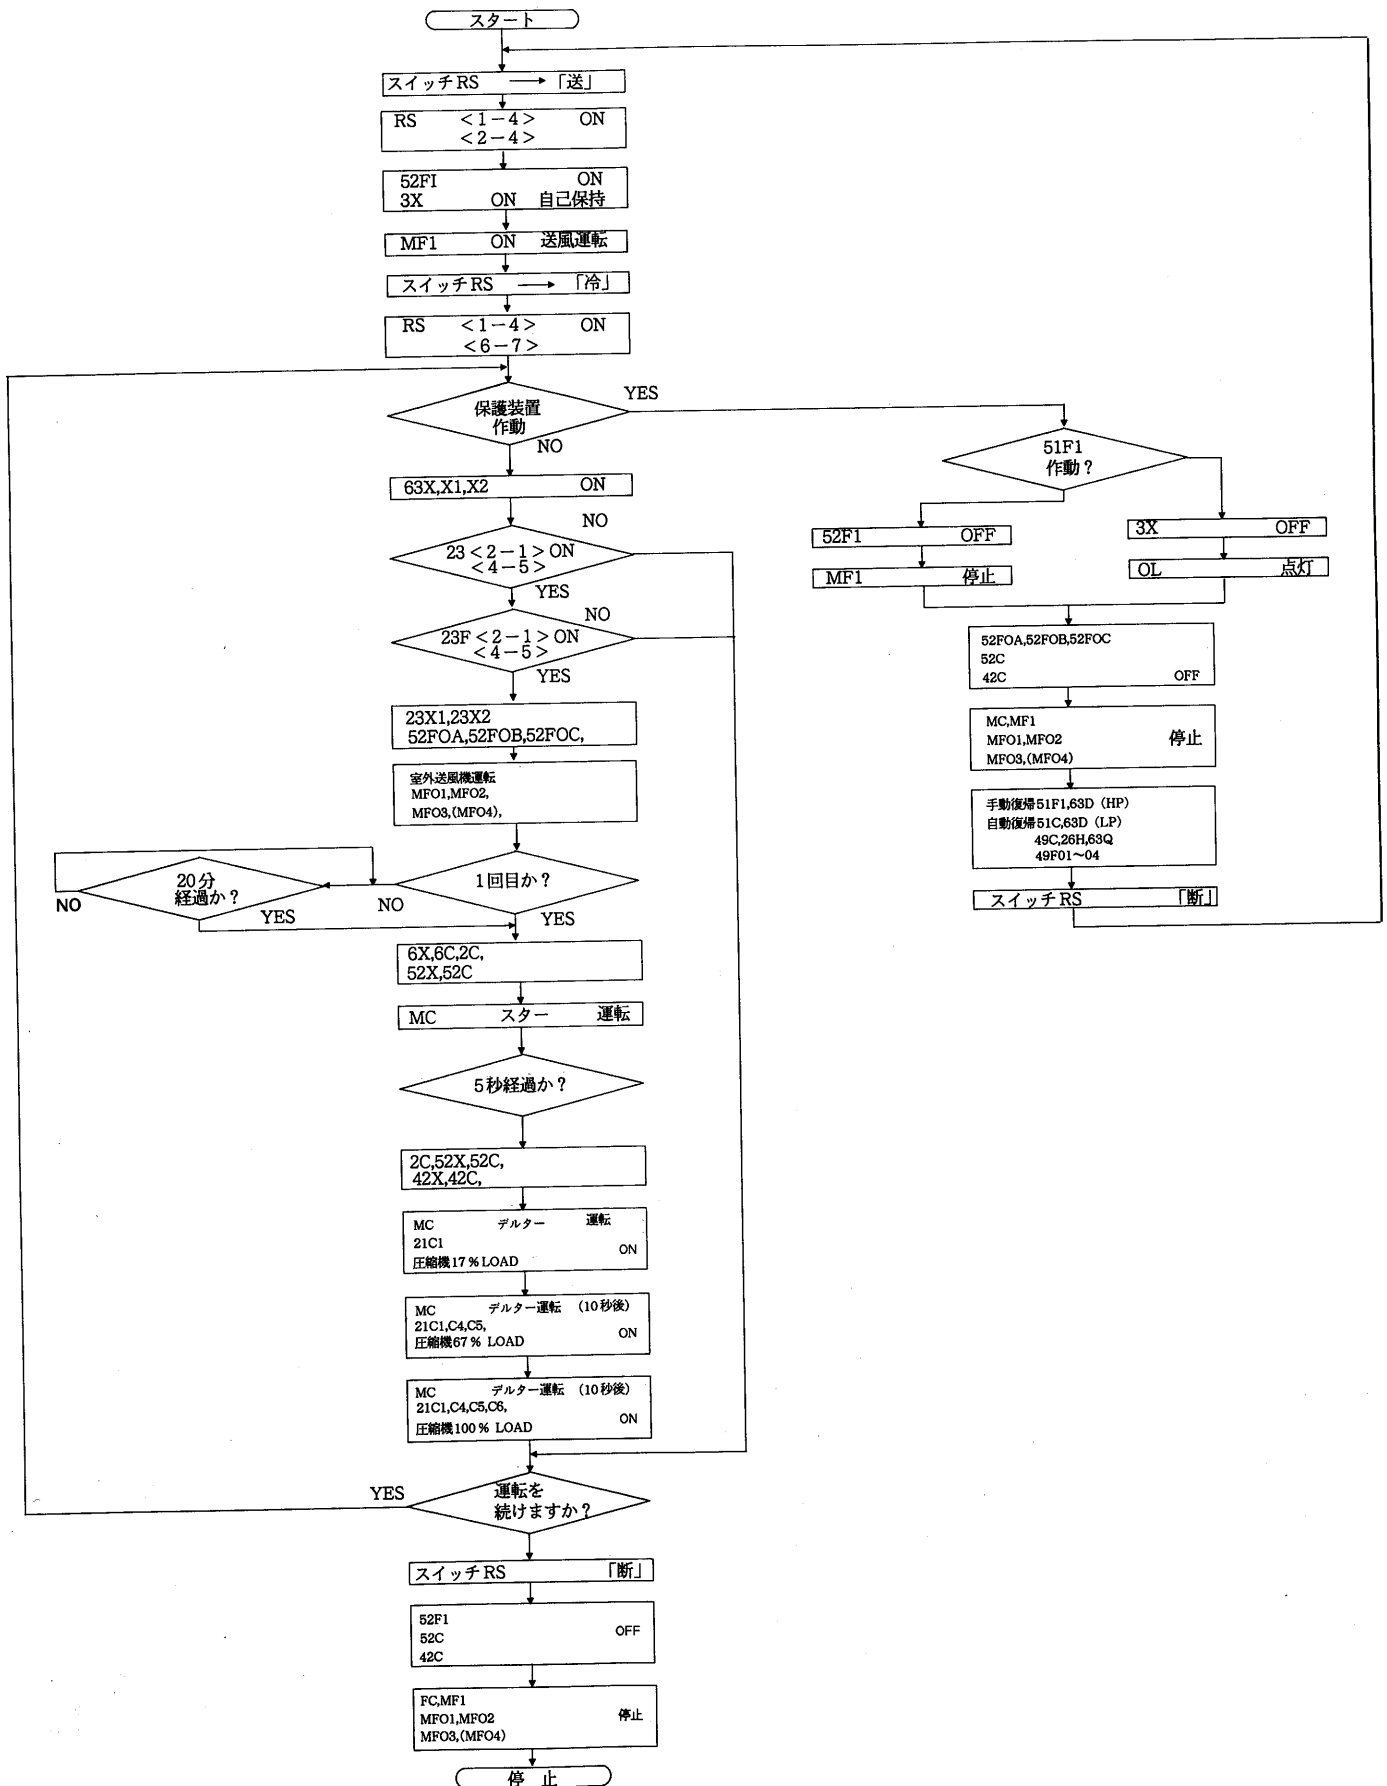 スタート
スイッチRS → 「送」
RS <1-4> ON
<2-4>
52FI ON
3X ON 自己保持
MF1 ON 送風運転
スイッチRS → 「冷」
RS <1-4> ON
<6-7>
保護装置
作動
YES
NO
63X,X1,X2 ON
23<2-1>ON
<4-5>
NO
YES
23F<2-1>ON
<4-5>
NO
YES
23X1,23X2
52FOA,52FOB,52FOC,
室外送風機運転
MFO1,MFO2,
MFO3,(MFO4),
1回目か?
NO
YES
20分
経過か?
NO
YES
6X,6C,2C,
52X,52C
MC スター 運転
5秒経過か?
2C,52X,52C,
42X,42C,
MC デルター 運転
21C1 ON
圧縮機17% LOAD
MC デルター運転 (10秒後)
21C1,C4,C5, ON
圧縮機67% LOAD
MC デルター運転 (10秒後)
21C1,C4,C5,C6, ON
圧縮機100% LOAD
運転を
続けますか?
YES
スイッチRS 「断」
52F1
52C OFF
42C
FC,MF1
MFO1,MFO2 停止
MFO3,(MFO4)
停 止
51F1
作動?
52F1 OFF
MF1 停止
3X OFF
OL 点灯
52FOA,52FOB,52FOC
52C
42C OFF
MC,MF1
MFO1,MFO2 停止
MFO3,(MFO4)
手動復帰51F1,63D (HP)
自動復帰51C,63D (LP)
49C,26H,63Q
49F01~04
スイッチRS 「断」